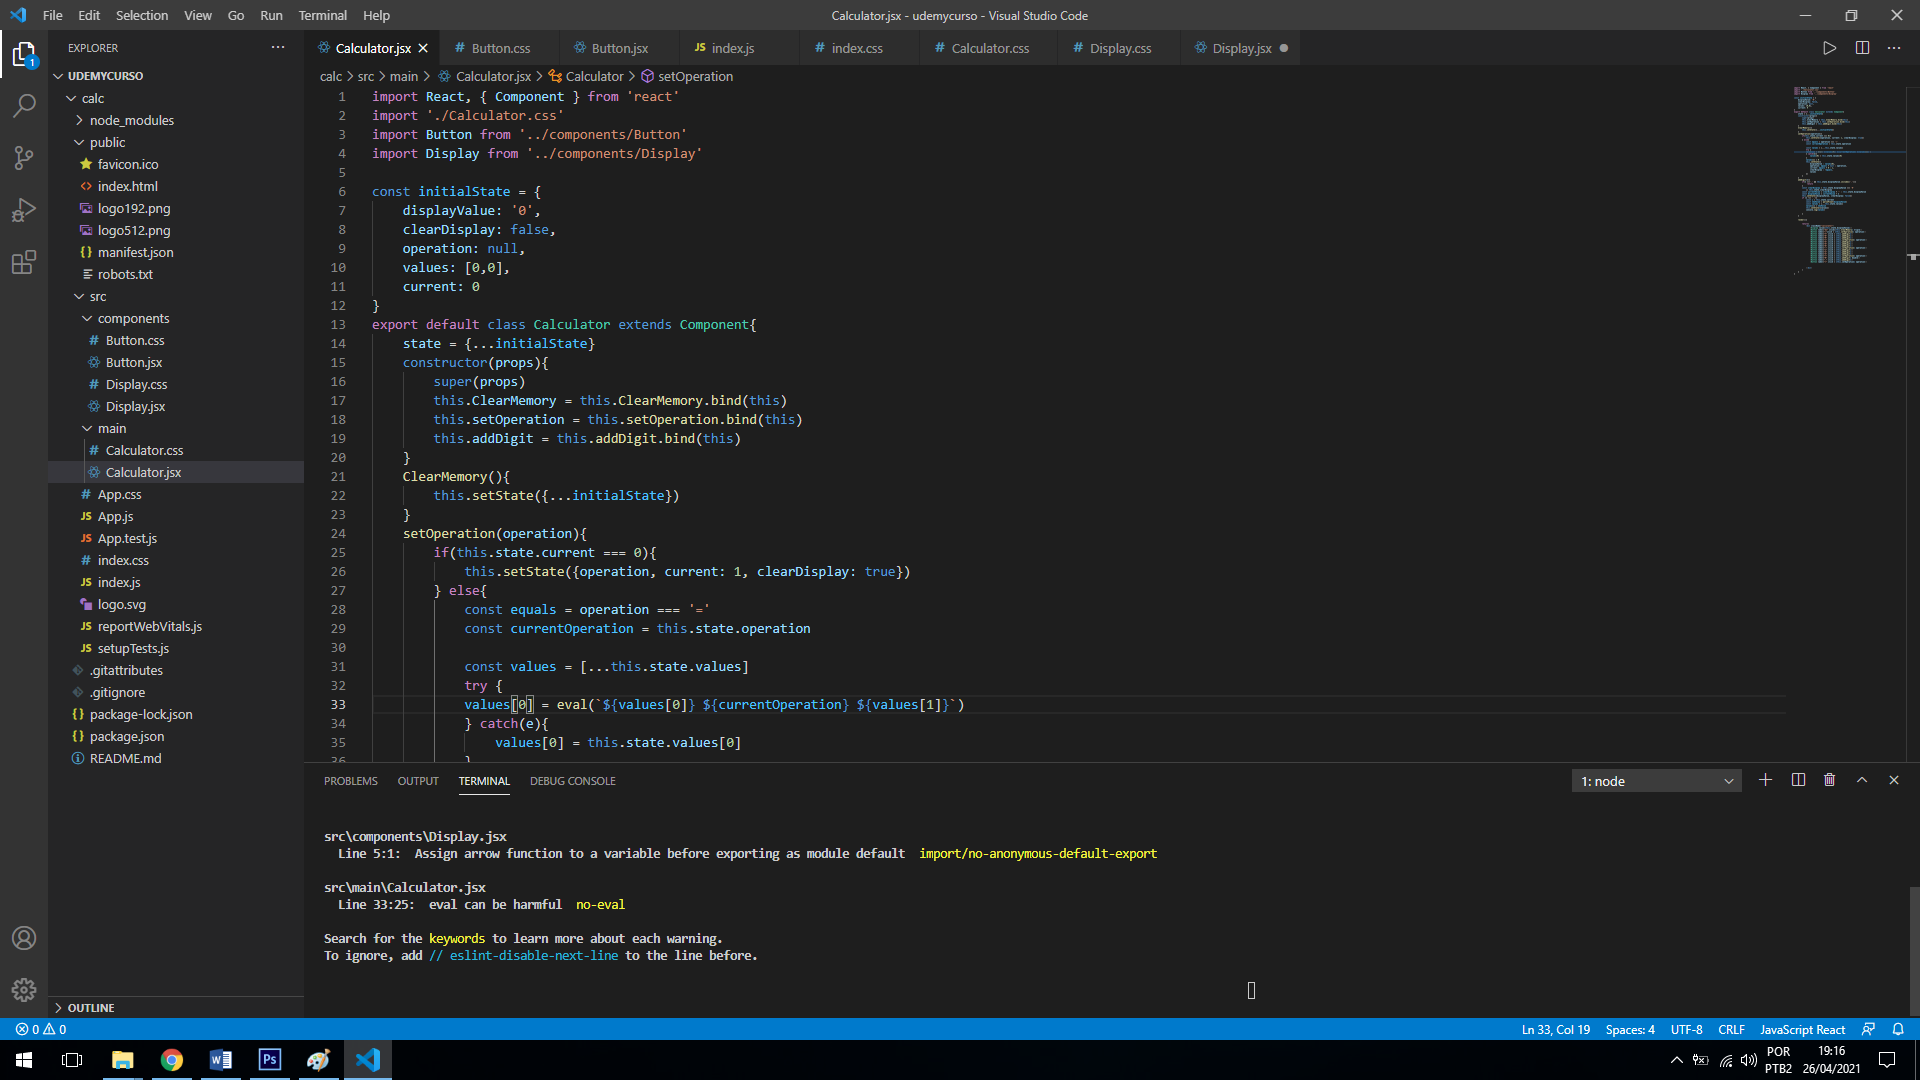 File Edit Selection View Go Run Terminal Help
Calculator.jsx - udemycurso - Visual Studio Code
EXPLORER
1
UDEMYCURSO
calc
node_modules
public
favicon.ico
<> index.html
logo192.png
logo512.png
{} manifest.json
robots.txt
src
components
# Button.css
Button.jsx
# Display.css
Display.jsx
main
# Calculator.css
Calculator.jsx
# App.css
JS App.js
JS App.test.js
# index.css
JS index.js
logo.svg
JS reportWebVitals.js
JS setupTests.js
.gitattributes
.gitignore
{} package-lock.json
{} package.json
README.md
OUTLINE
Calculator.jsx # Button.css Button.jsx JS index.js # index.css # Calculator.css # Display.css Display.jsx
calc > src > main > Calculator.jsx > Calculator > setOperation
1 import React, { Component } from 'react'
2 import './Calculator.css'
3 import Button from '../components/Button'
4 import Display from '../components/Display'
5
6 const initialState = {
7 displayValue: '0',
8 clearDisplay: false,
9 operation: null,
10 values: [0,0],
11 current: 0
12 }
13 export default class Calculator extends Component{
14 state = {...initialState}
15 constructor(props){
16 super(props)
17 this.ClearMemory = this.ClearMemory.bind(this)
18 this.setOperation = this.setOperation.bind(this)
19 this.addDigit = this.addDigit.bind(this)
20 }
21 ClearMemory(){
22 this.setState({...initialState})
23 }
24 setOperation(operation){
25 if(this.state.current === 0){
26 this.setState({operation, current: 1, clearDisplay: true})
27 } else{
28 const equals = operation === '='
29 const currentOperation = this.state.operation
30
31 const values = [...this.state.values]
32 try {
33 values[0] = eval(`${values[0]} ${currentOperation} ${values[1]}`)
34 } catch(e){
35 values[0] = this.state.values[0]
36 }
PROBLEMS OUTPUT TERMINAL DEBUG CONSOLE
1: node
src\components\Display.jsx
Line 5:1: Assign arrow function to a variable before exporting as module default import/no-anonymous-default-export
src\main\Calculator.jsx
Line 33:25: eval can be harmful no-eval
Search for the keywords to learn more about each warning.
To ignore, add // eslint-disable-next-line to the line before.
0 0
Ln 33, Col 19 Spaces: 4 UTF-8 CRLF JavaScript React
Ps
POR
PTB2
19:16
26/04/2021